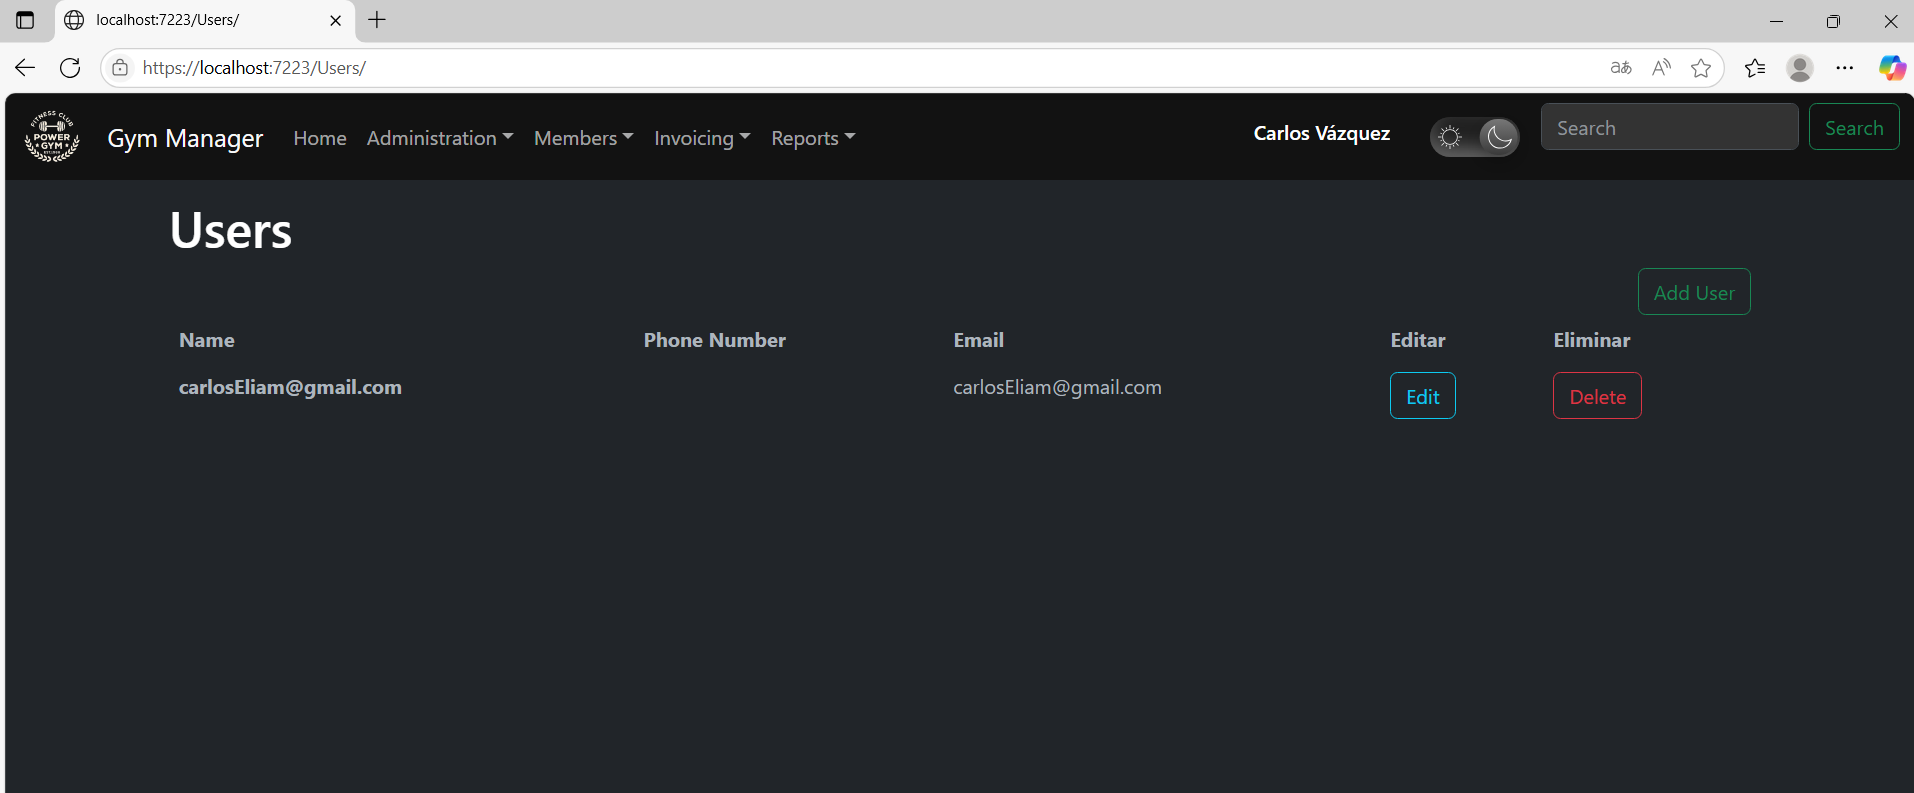 localhost:7223/Users/
https://localhost:7223/Users/
FITNESS CLUB
POWER
GYM
Gym Manager
Home
Administration
Members
Invoicing
Reports
Carlos Vázquez
Search
Search
Users
Add User
Name Phone Number Email Editar Eliminar
carlosEliam@gmail.com carlosEliam@gmail.com Edit Delete